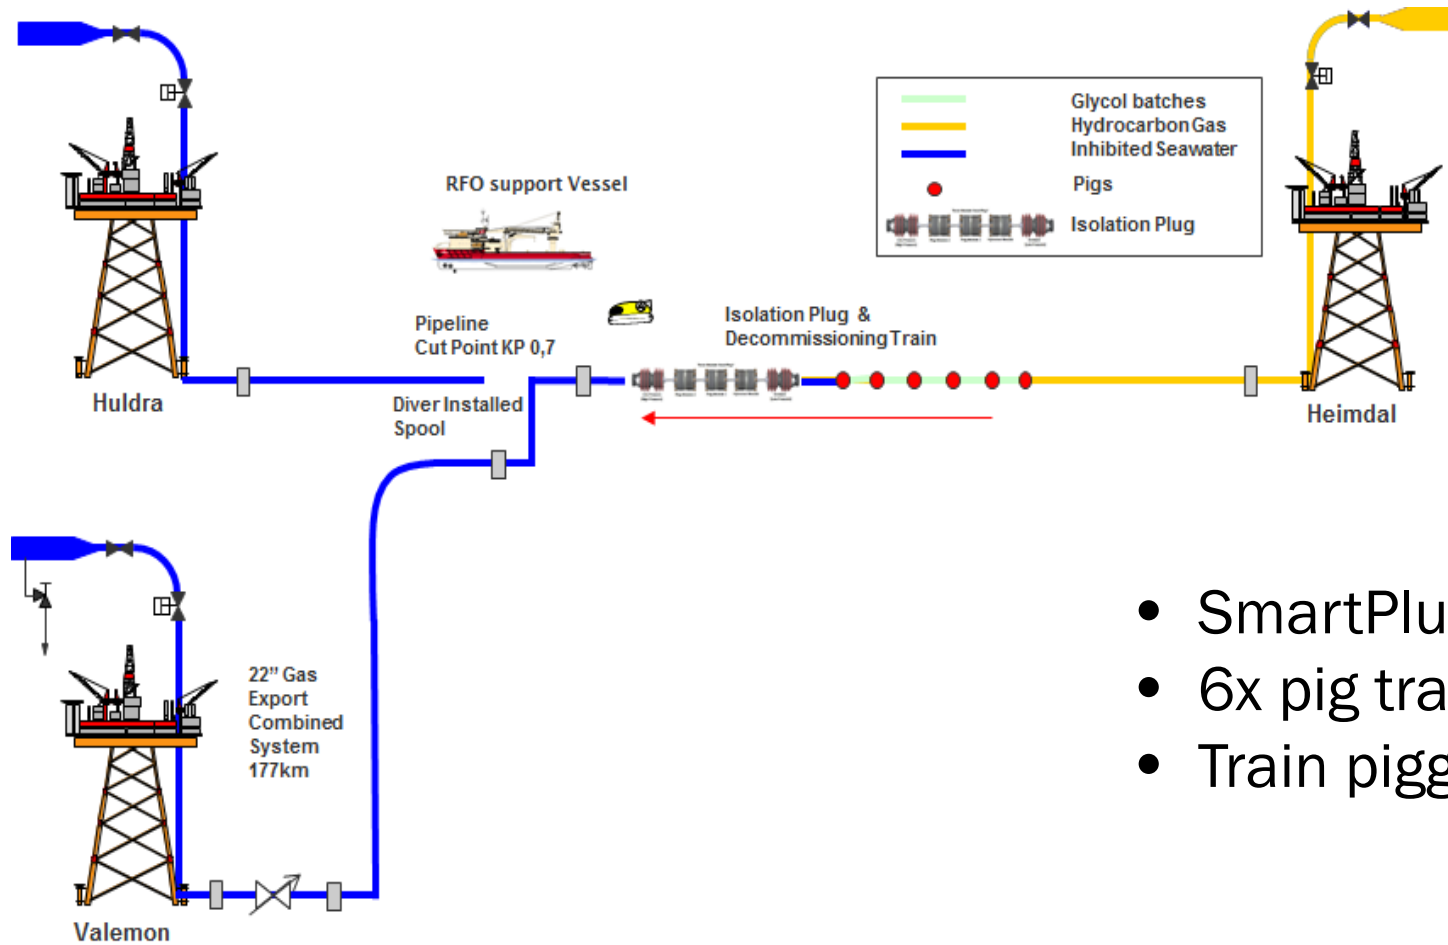 Glycol batches
Hydrocarbon Gas
Inhibited Seawater
Pigs
Isolation Plug
RFO support Vessel
Pipeline
Cut Point KP 0,7
Isolation Plug &
Decommissioning Train
Huldra
Diver Installed
Spool
Heimdal
22” Gas
Export
Combined
System
177km
Valemon
• SmartPlu
• 6x pig tra
• Train pigg